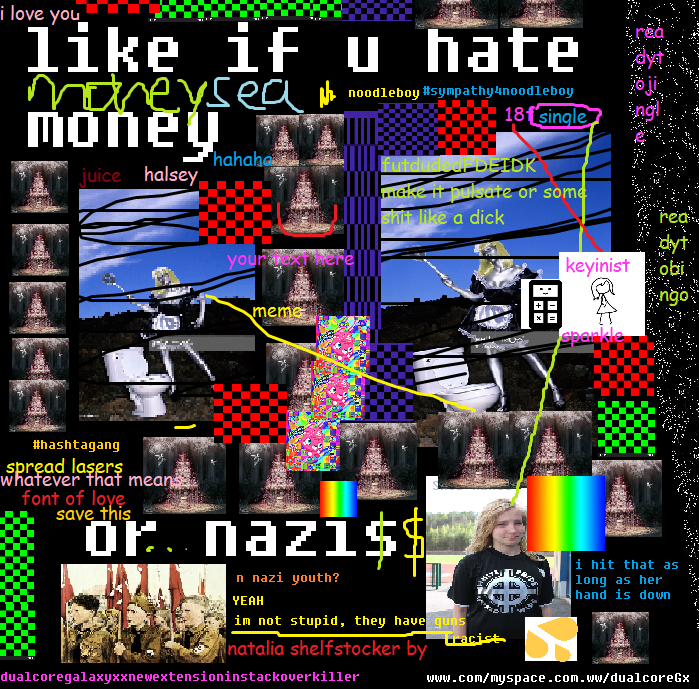 i love you
like if u hate
money sea
noodleboy #sympathy4noodleboy
money
18+
single
rea
dyt
oji
ngl
e
hahaha
juice
halsey
futdudedFDEIDK
make it pulsate or some
shit like a dick
your text here
keyinist
meme
sparkle
rea
dyt
obi
ngo
#hashtagang
spread lasers
whatever that means
font of love
save this
or nazis$
n nazi youth?
YEAH
im not stupid, they have guns
racist
i hit that as
long as her
hand is down
natalia shelfstocker by
dualcoregalaxyxxnewextensioninstackoverkiller
www.com/myspace.com.ww/dualcoreGx